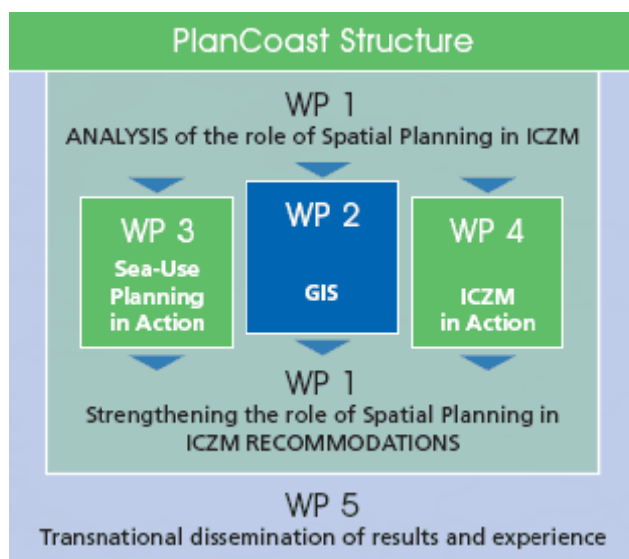 PlanCoast Structure
WP 1
ANALYSIS of the role of Spatial Planning in ICZM
WP 3
Sea-Use
Planning
in Action
WP 2
GIS
WP 4
ICZM
in Action
WP 1
Strengthening the role of Spatial Planning in
ICZM RECOMMODATIONS
WP 5
Transnational dissemination of results and experience